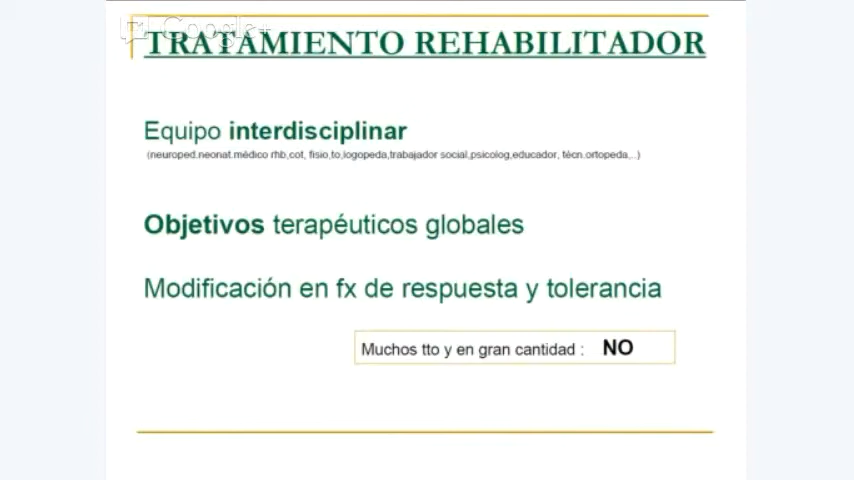 Google+
TRATAMIENTO REHABILITADOR
Equipo interdisciplinar
(neuroped.neonat.médico rhb,cot, fisio,to,logopeda,trabajador social,psicolog,educador, técn.ortopeda,..)
Objetivos terapéuticos globales
Modificación en fx de respuesta y tolerancia
Muchos tto y en gran cantidad : NO